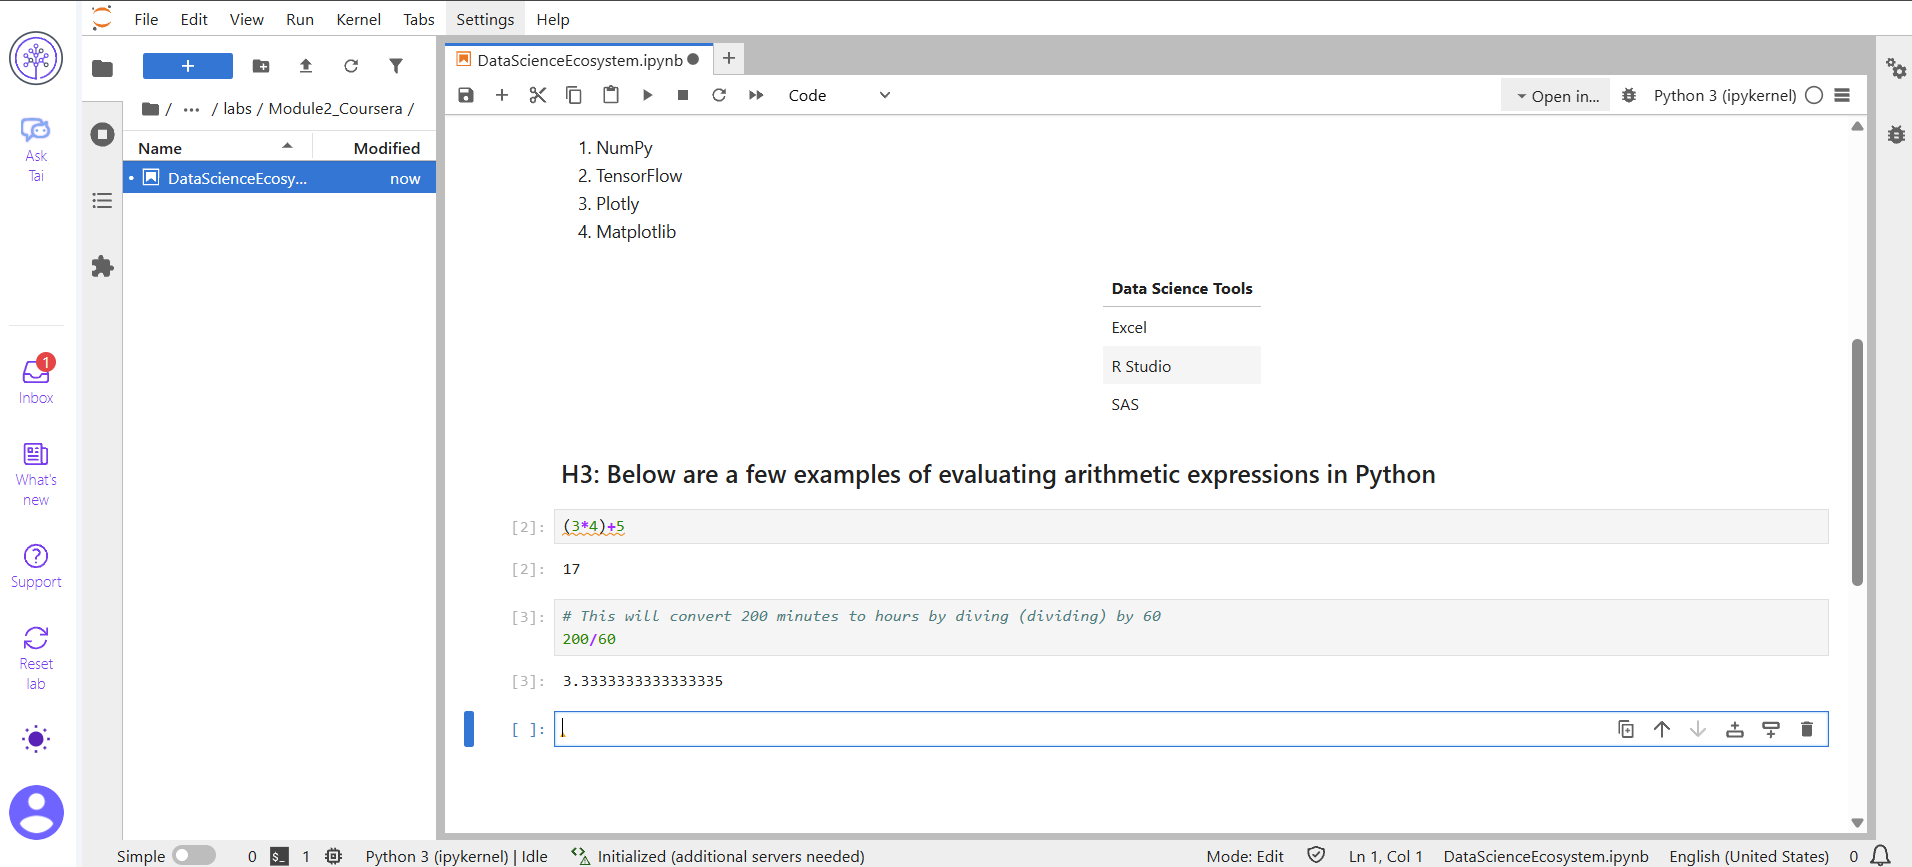 File Edit View Run Kernel Tabs Settings Help
Ask
Tai
1
Inbox
What's
new
Support
Reset
lab
+
/ ... / labs / Module2_Coursera /
Name Modified
DataScienceEcosy... now
DataScienceEcosystem.ipynb
Code
Open in...
Python 3 (ipykernel)
1. NumPy
2. TensorFlow
3. Plotly
4. Matplotlib
Data Science Tools
Excel
R Studio
SAS
H3: Below are a few examples of evaluating arithmetic expressions in Python
[2]: (3*4)+5
[2]: 17
[3]: # This will convert 200 minutes to hours by diving (dividing) by 60
200/60
[3]: 3.3333333333333335
[ ]:
Simple 0 $_ 1 Python 3 (ipykernel) | Idle Initialized (additional servers needed) Mode: Edit Ln 1, Col 1 DataScienceEcosystem.ipynb English (United States) 0